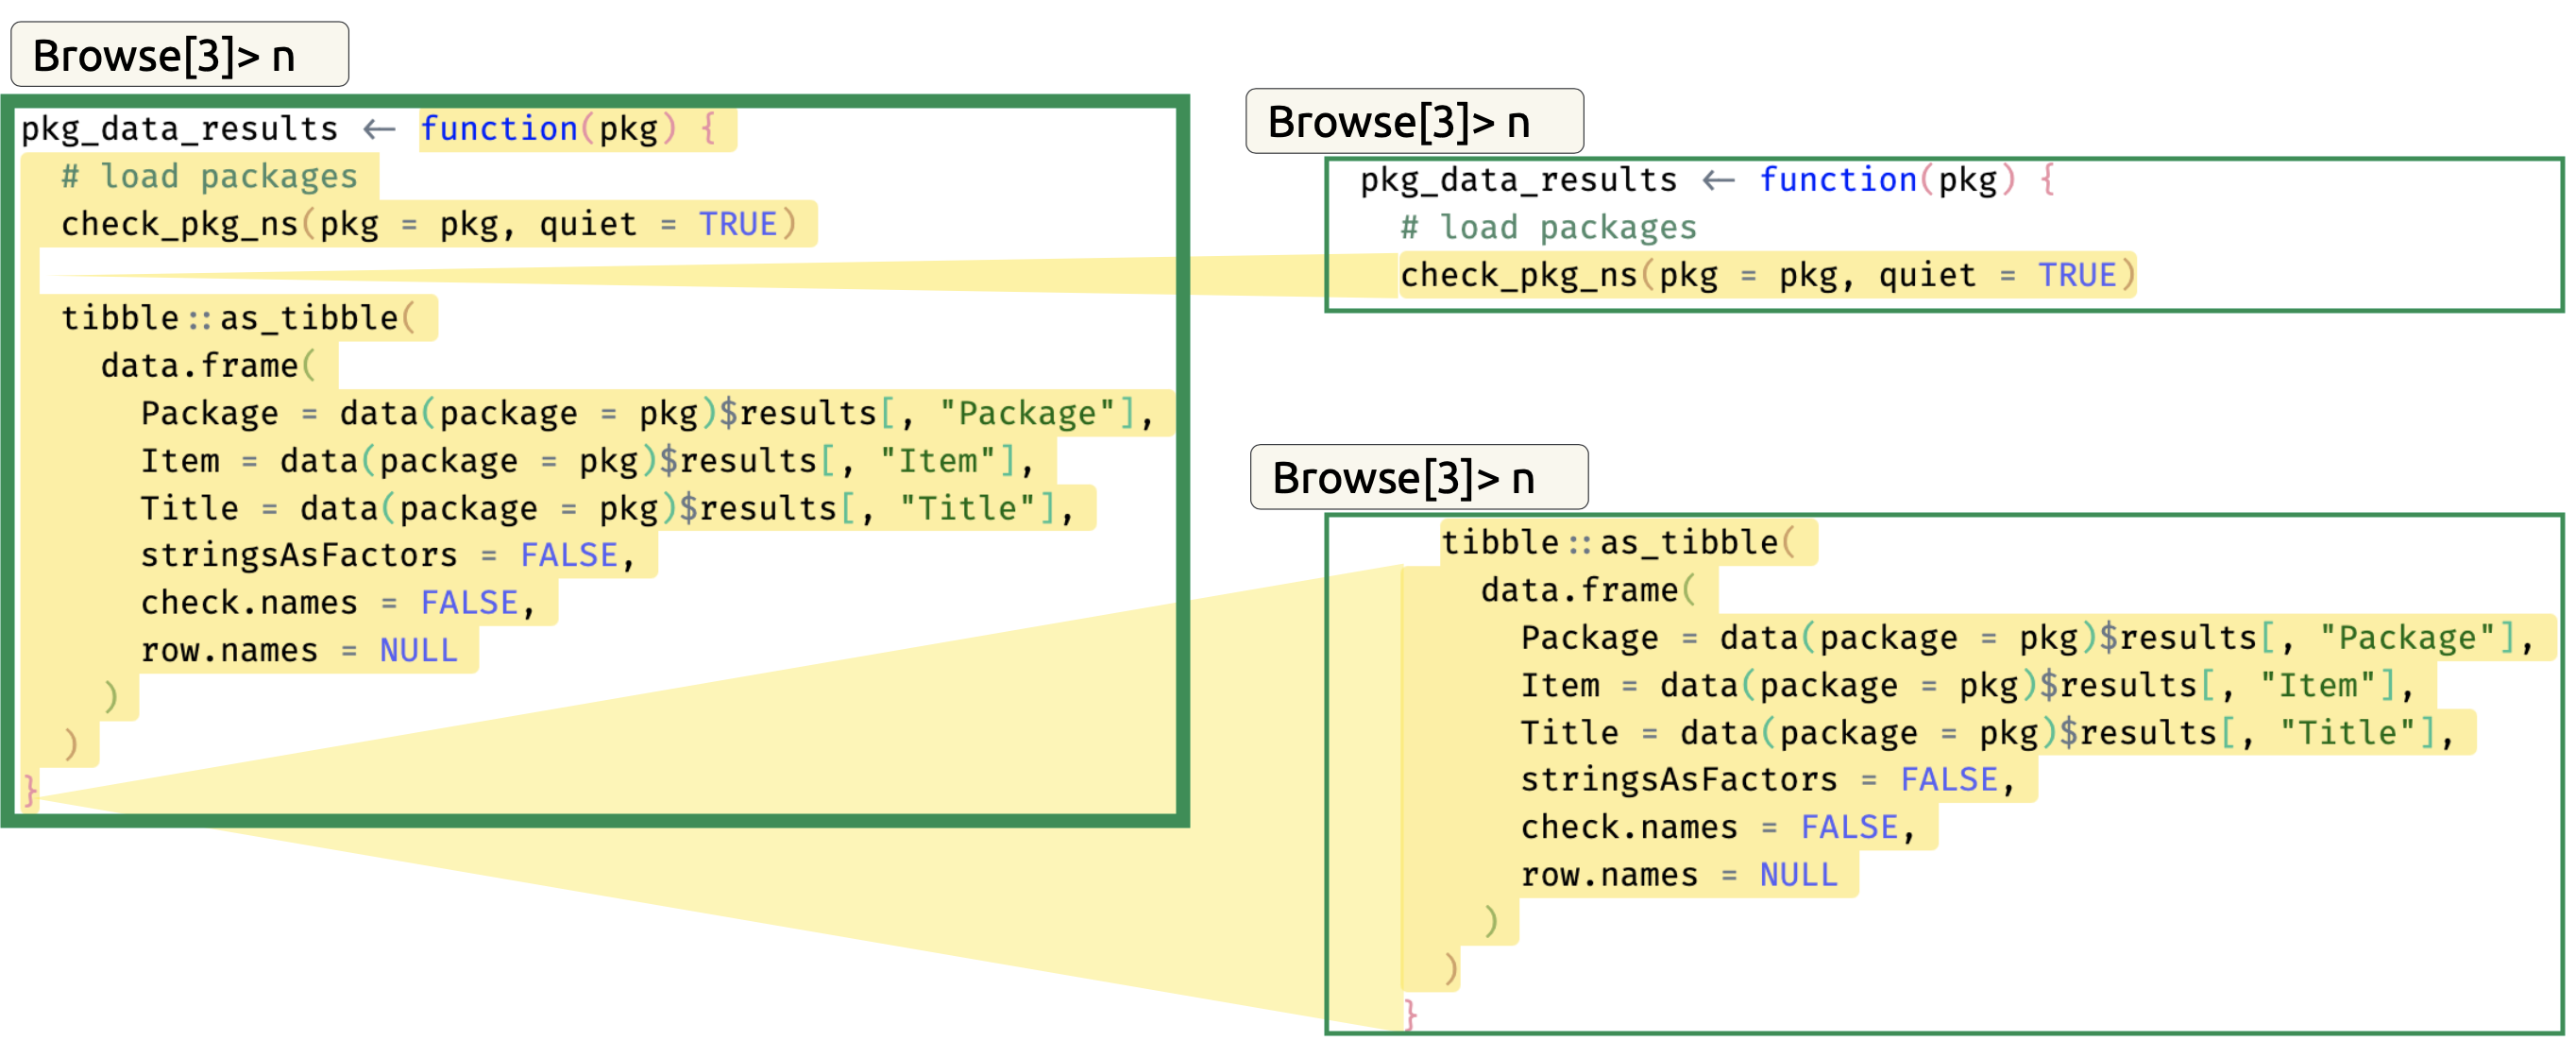 Browse[3]> n
pkg_data_results ← function(pkg) {
  # load packages
  check_pkg_ns(pkg = pkg, quiet = TRUE)
  tibble::as_tibble(
    data.frame(
      Package = data(package = pkg)$results[, "Package"],
      Item = data(package = pkg)$results[, "Item"],
      Title = data(package = pkg)$results[, "Title"],
      stringsAsFactors = FALSE,
      check.names = FALSE,
      row.names = NULL
    )
  )
}
Browse[3]> n
pkg_data_results ← function(pkg) {
  # load packages
  check_pkg_ns(pkg = pkg, quiet = TRUE)
Browse[3]> n
  tibble::as_tibble(
    data.frame(
      Package = data(package = pkg)$results[, "Package"],
      Item = data(package = pkg)$results[, "Item"],
      Title = data(package = pkg)$results[, "Title"],
      stringsAsFactors = FALSE,
      check.names = FALSE,
      row.names = NULL
    )
  )
}